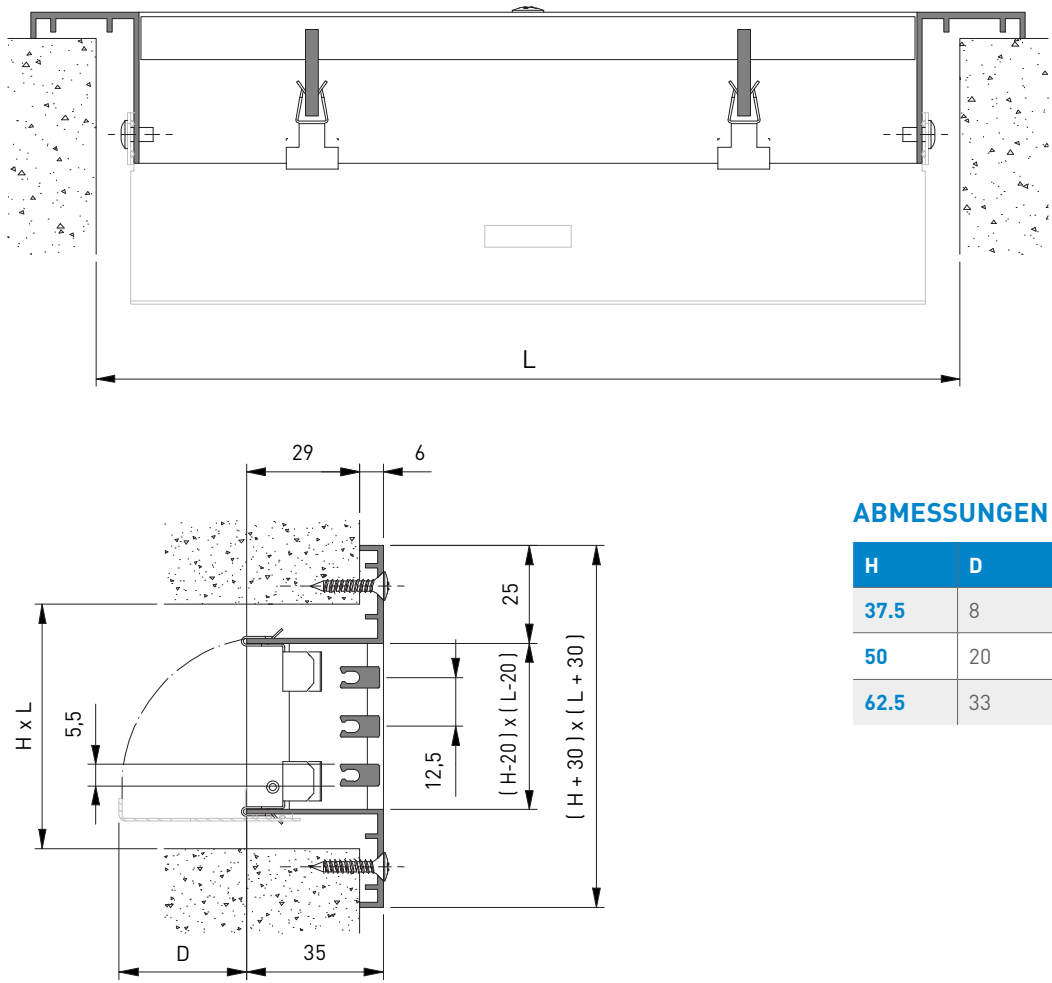 L
29
6
25
H x L
5,5
12,5
( H-20 ) x ( L-20 )
( H + 30 ) x ( L + 30 )
D
35
ABMESSUNGEN
H D
37.5 8
50 20
62.5 33